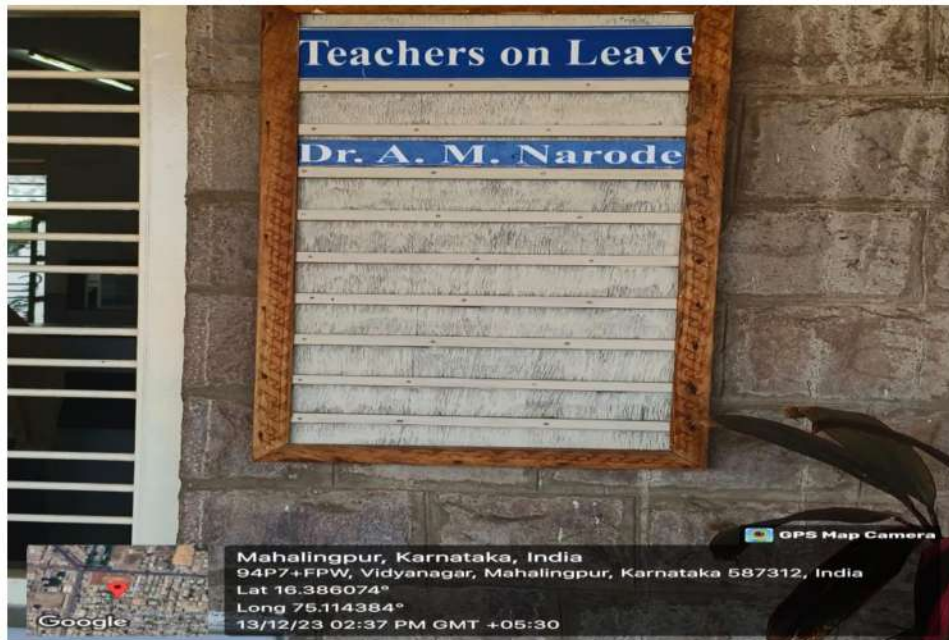 Teachers on Leave
Dr. A. M. Narode
GPS Map Camera
Mahalingpur, Karnataka, India
94P7+FPW, Vidyanagar, Mahalingpur, Karnataka 587312, India
Lat 16.386074°
Long 75.114384°
13/12/23 02:37 PM GMT +05:30
Google